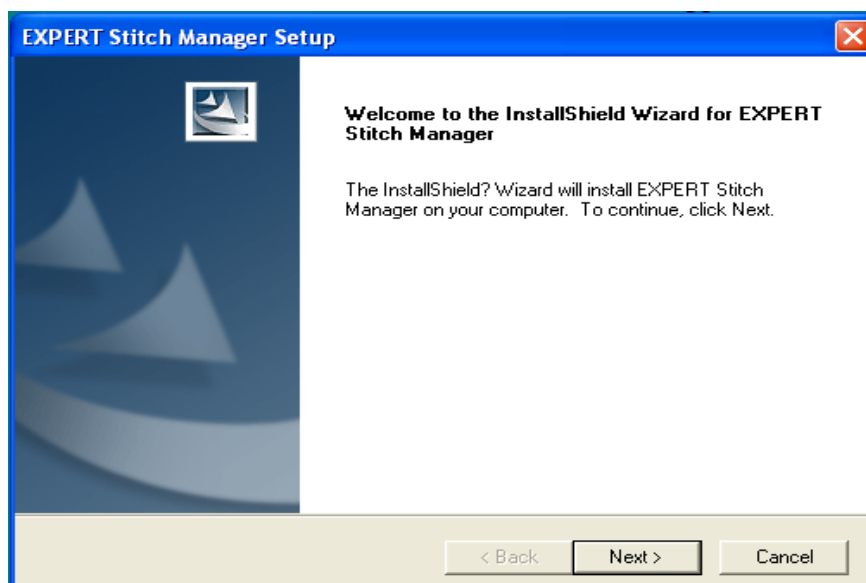 EXPERT Stitch Manager Setup
Welcome to the InstallShield Wizard for EXPERT
Stitch Manager
The InstallShield? Wizard will install EXPERT Stitch
Manager on your computer. To continue, click Next.
< Back
Next >
Cancel